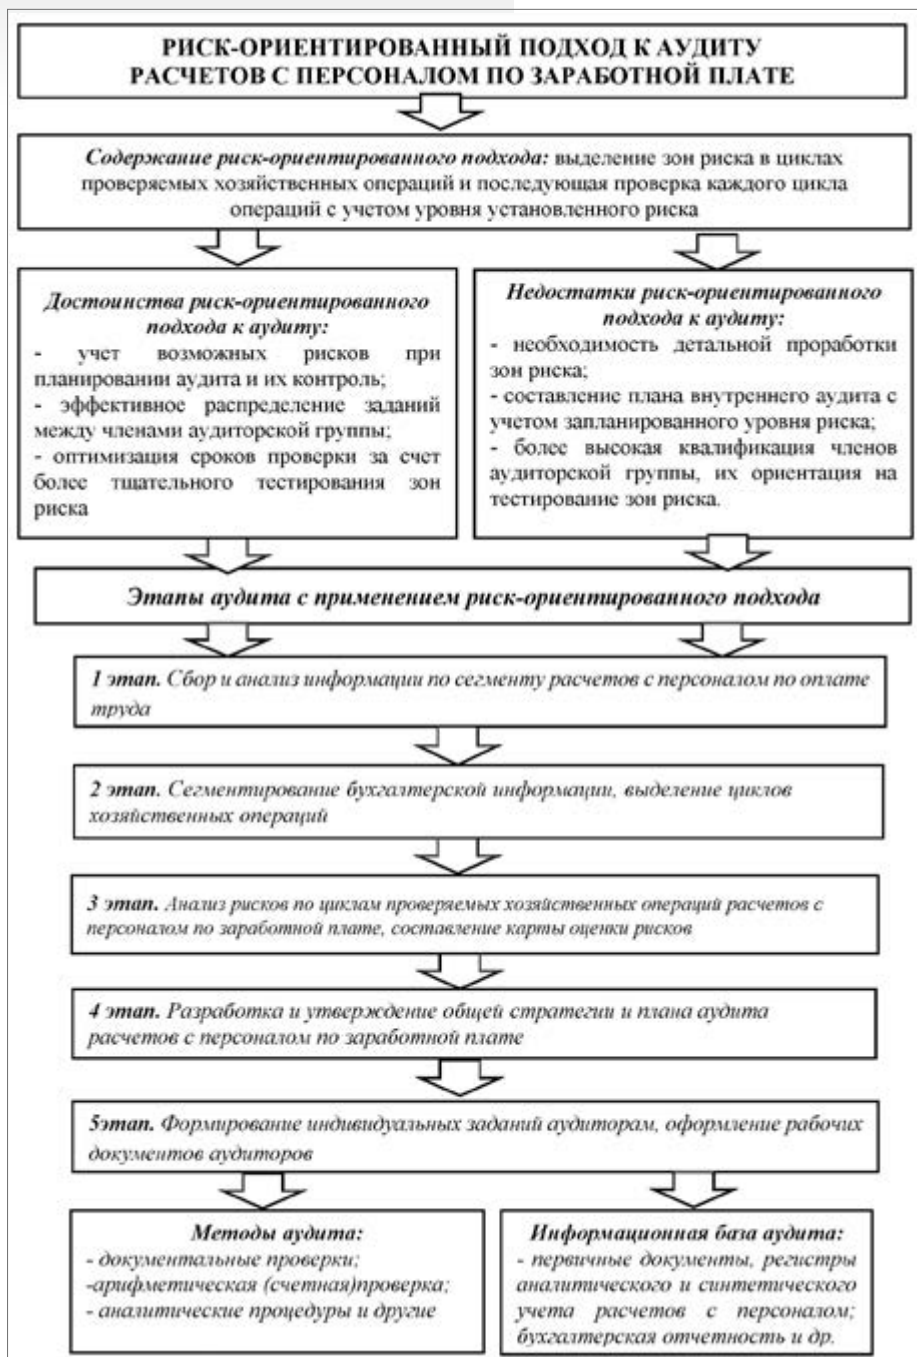 РИСК-ОРИЕНТИРОВАННЫЙ ПОДХОД К АУДИТУ
РАСЧЕТОВ С ПЕРСОНАЛОМ ПО ЗАРАБОТНОЙ ПЛАТЕ
Содержание риск-ориентированного подхода: выделение зон риска в циклах
проверяемых хозяйственных операций и последующая проверка каждого цикла
операций с учетом уровня установленного риска
Достоинства риск-ориентированного
подхода к аудиту:
- учет возможных рисков при
планировании аудита и их контроль;
- эффективное распределение заданий
между членами аудиторской группы;
- оптимизация сроков проверки за счет
более тщательного тестирования зон
риска
Недостатки риск-ориентированного
подхода к аудиту:
- необходимость детальной проработки
зон риска;
- составление плана внутреннего аудита с
учетом запланированного уровня риска;
- более высокая квалификация членов
аудиторской группы, их ориентация на
тестирование зон риска.
Этапы аудита с применением риск-ориентированного подхода
1 этап. Сбор и анализ информации по сегменту расчетов с персоналом по оплате
труда
2 этап. Сегментирование бухгалтерской информации, выделение циклов
хозяйственных операций
3 этап. Анализ рисков по циклам проверяемых хозяйственных операций расчетов с
персоналом по заработной плате, составление карты оценки рисков
4 этап. Разработка и утверждение общей стратегии и плана аудита
расчетов с персоналом по заработной плате
5этап. Формирование индивидуальных заданий аудиторам, оформление рабочих
документов аудиторов
Методы аудита:
- документальные проверки;
-арифметическая (счетная)проверка;
- аналитические процедуры и другие
Информационная база аудита:
- первичные документы, регистры
аналитического и синтетического
учета расчетов с персоналом;
бухгалтерская отчетность и др.